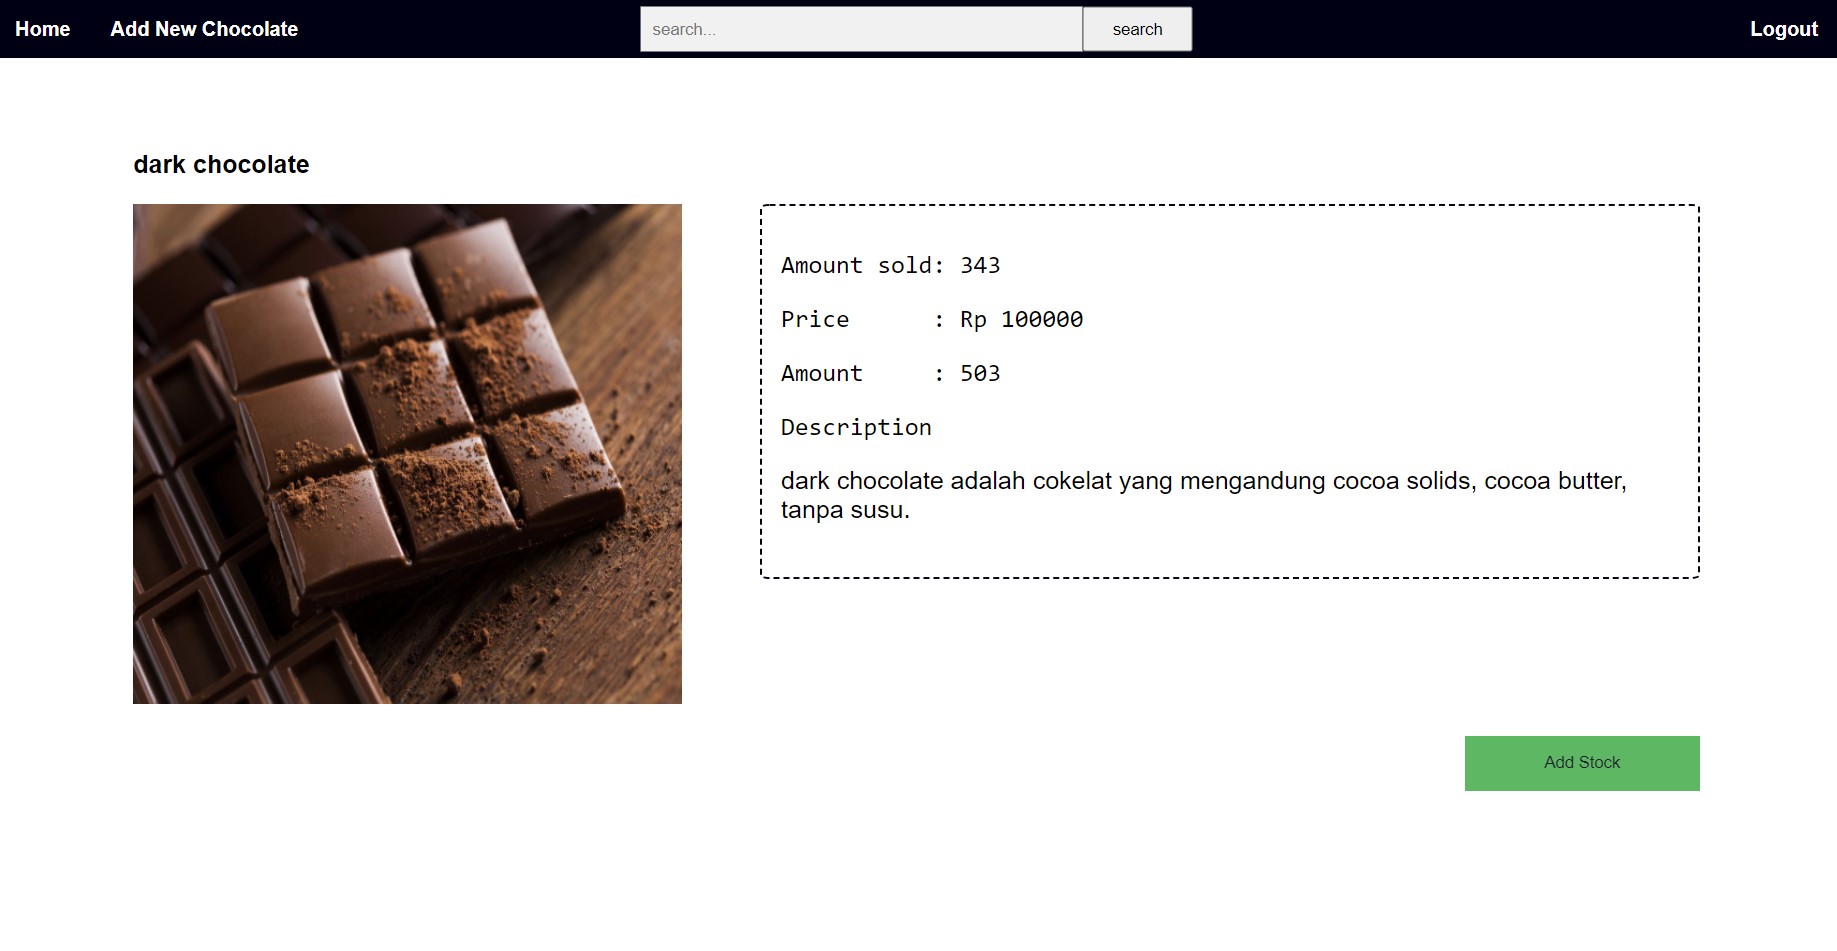 Home Add New Chocolate search... search Logout
dark chocolate
Amount sold: 343
Price : Rp 100000
Amount : 503
Description
dark chocolate adalah cokelat yang mengandung cocoa solids, cocoa butter,
tanpa susu.
Add Stock